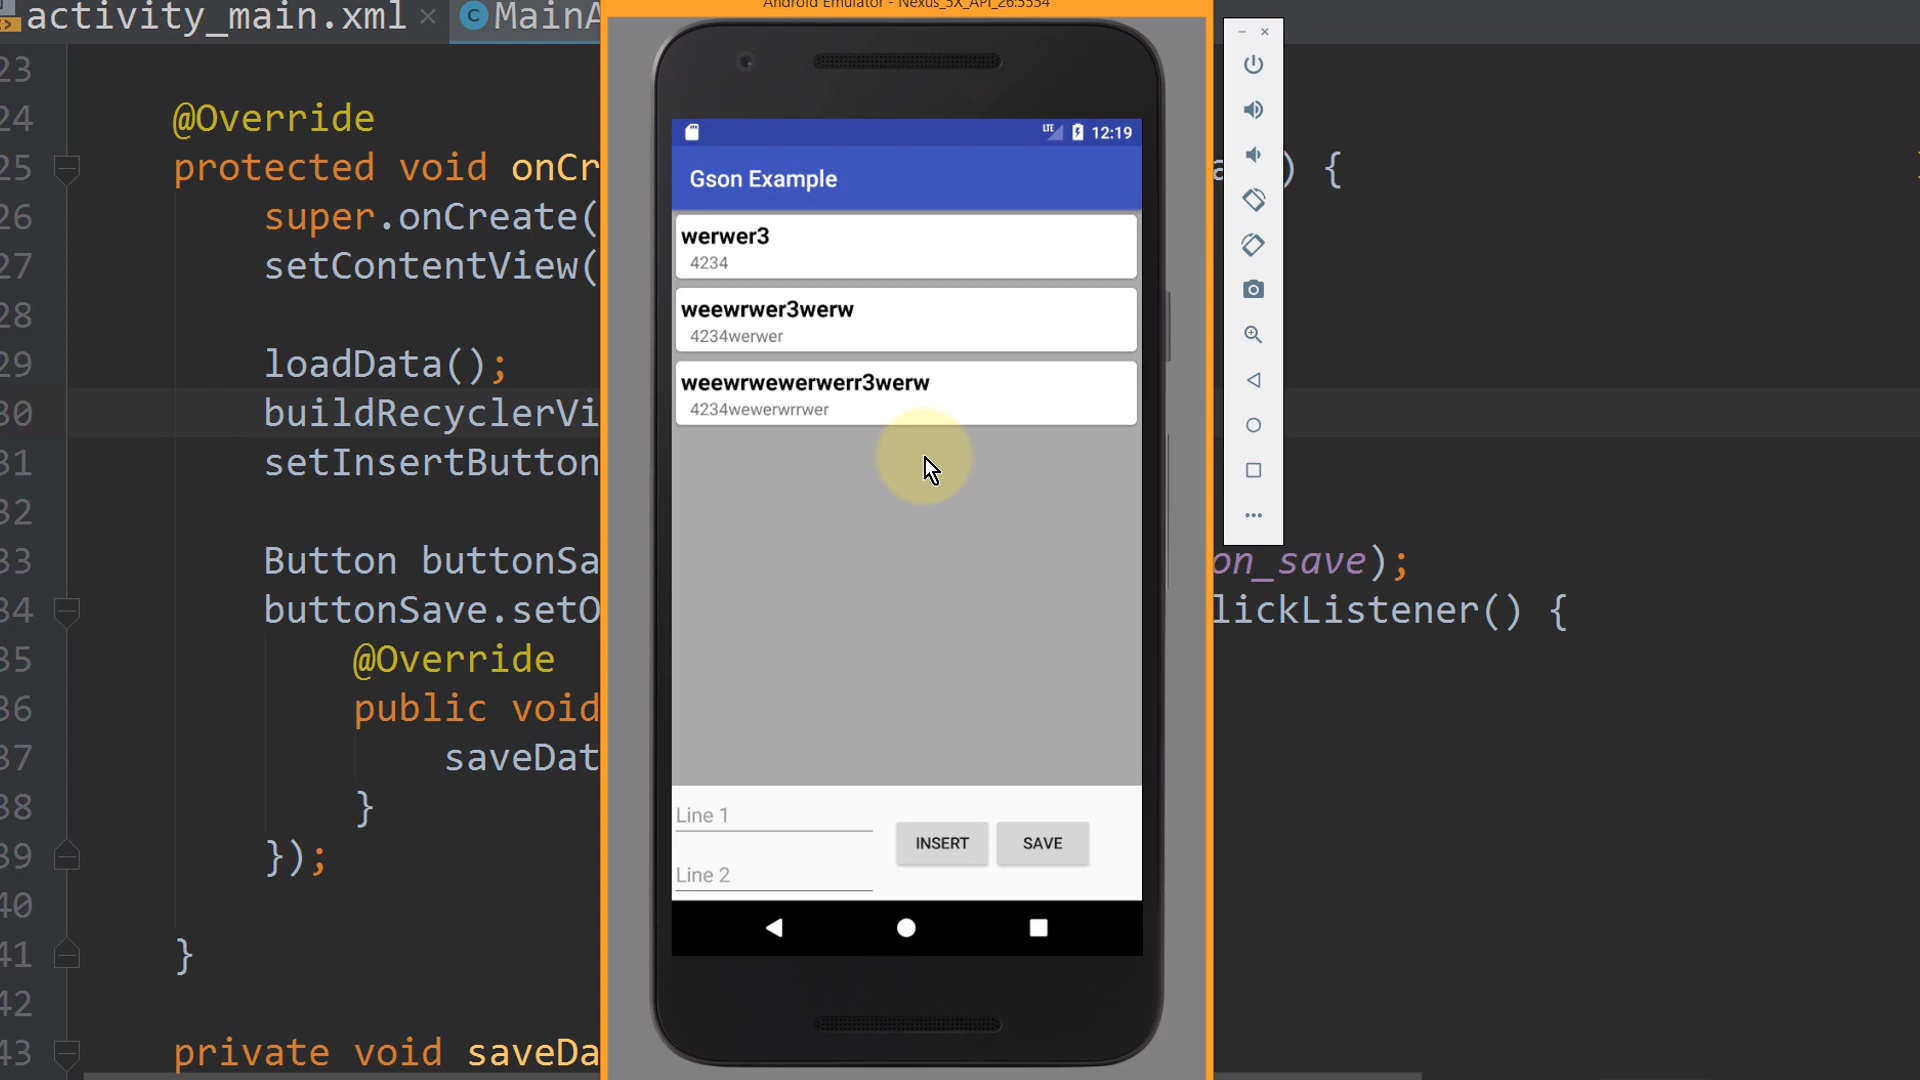 activity_main.xml × C MainA
Android Emulator - Nexus_5X_API_26:5554
23
24 @Override
25 protected void onCr a) {
26 super.onCreate(
27 setContentView(
28
29 loadData();
30 buildRecyclerVi
31 setInsertButton
32
33 Button buttonSa on_save);
34 buttonSave.setO lickListener() {
35 @Override
36 public void
37 saveDat
38 }
39 });
40
41 }
42
43 private void saveDa
LTE 12:19
Gson Example
werwer3
4234
weewrwer3werw
4234werwer
weewrwewerwerr3werw
4234wewerwrrwer
Line 1
INSERT SAVE
Line 2